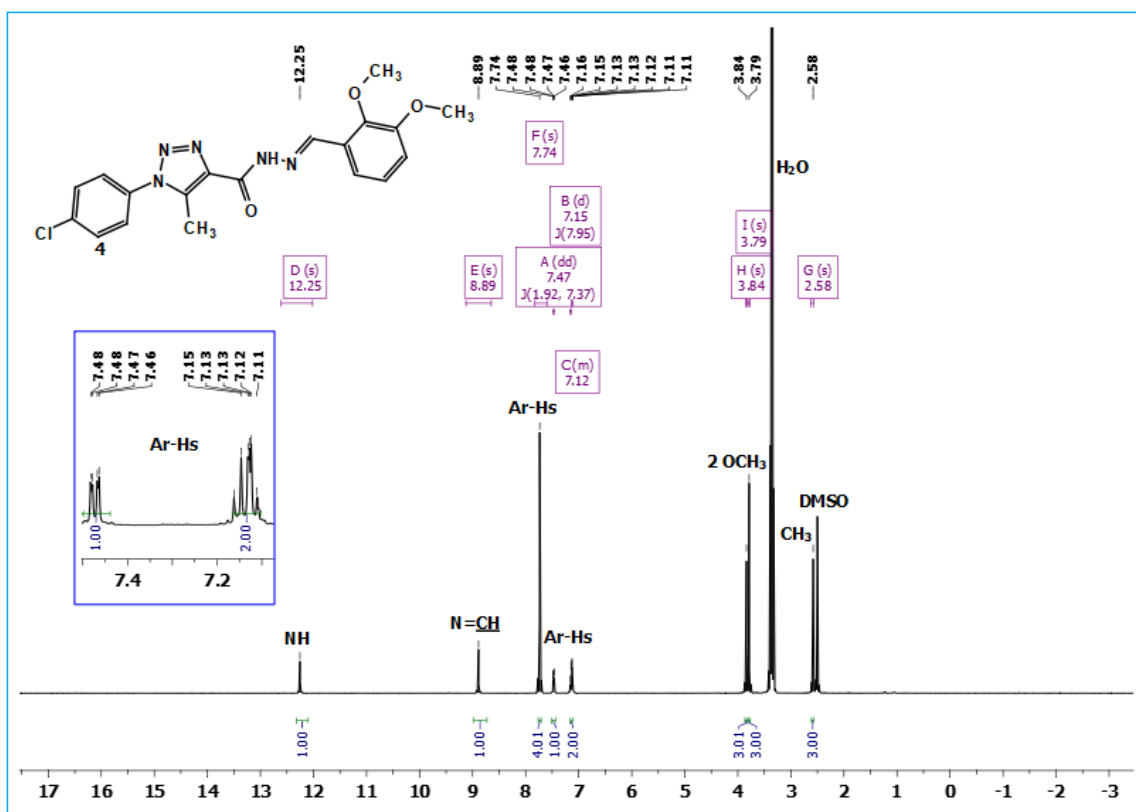 12.25
8.89
7.74
7.48
7.48
7.47
7.46
7.16
7.15
7.13
7.13
7.12
7.11
7.11
3.84
3.79
2.58
CH3
O
O
CH3
N=N
N
N
NH
N
O
CH3
Cl
4
F (s)
7.74
H2O
B (d)
7.15
J(7.95)
I (s)
3.79
D (s)
12.25
E (s)
8.89
A (dd)
7.47
J(1.92, 7.37)
H (s)
3.84
G (s)
2.58
C (m)
7.12
7.48
7.48
7.47
7.46
7.15
7.13
7.13
7.12
7.11
Ar-Hs
1.00
2.00
7.4 7.2
Ar-Hs
2 OCH3
DMSO
CH3
NH
N=CH
Ar-Hs
1.00
1.00
4.01
1.00
2.00
3.01
3.00
3.00
17 16 15 14 13 12 11 10 9 8 7 6 5 4 3 2 1 0 -1 -2 -3